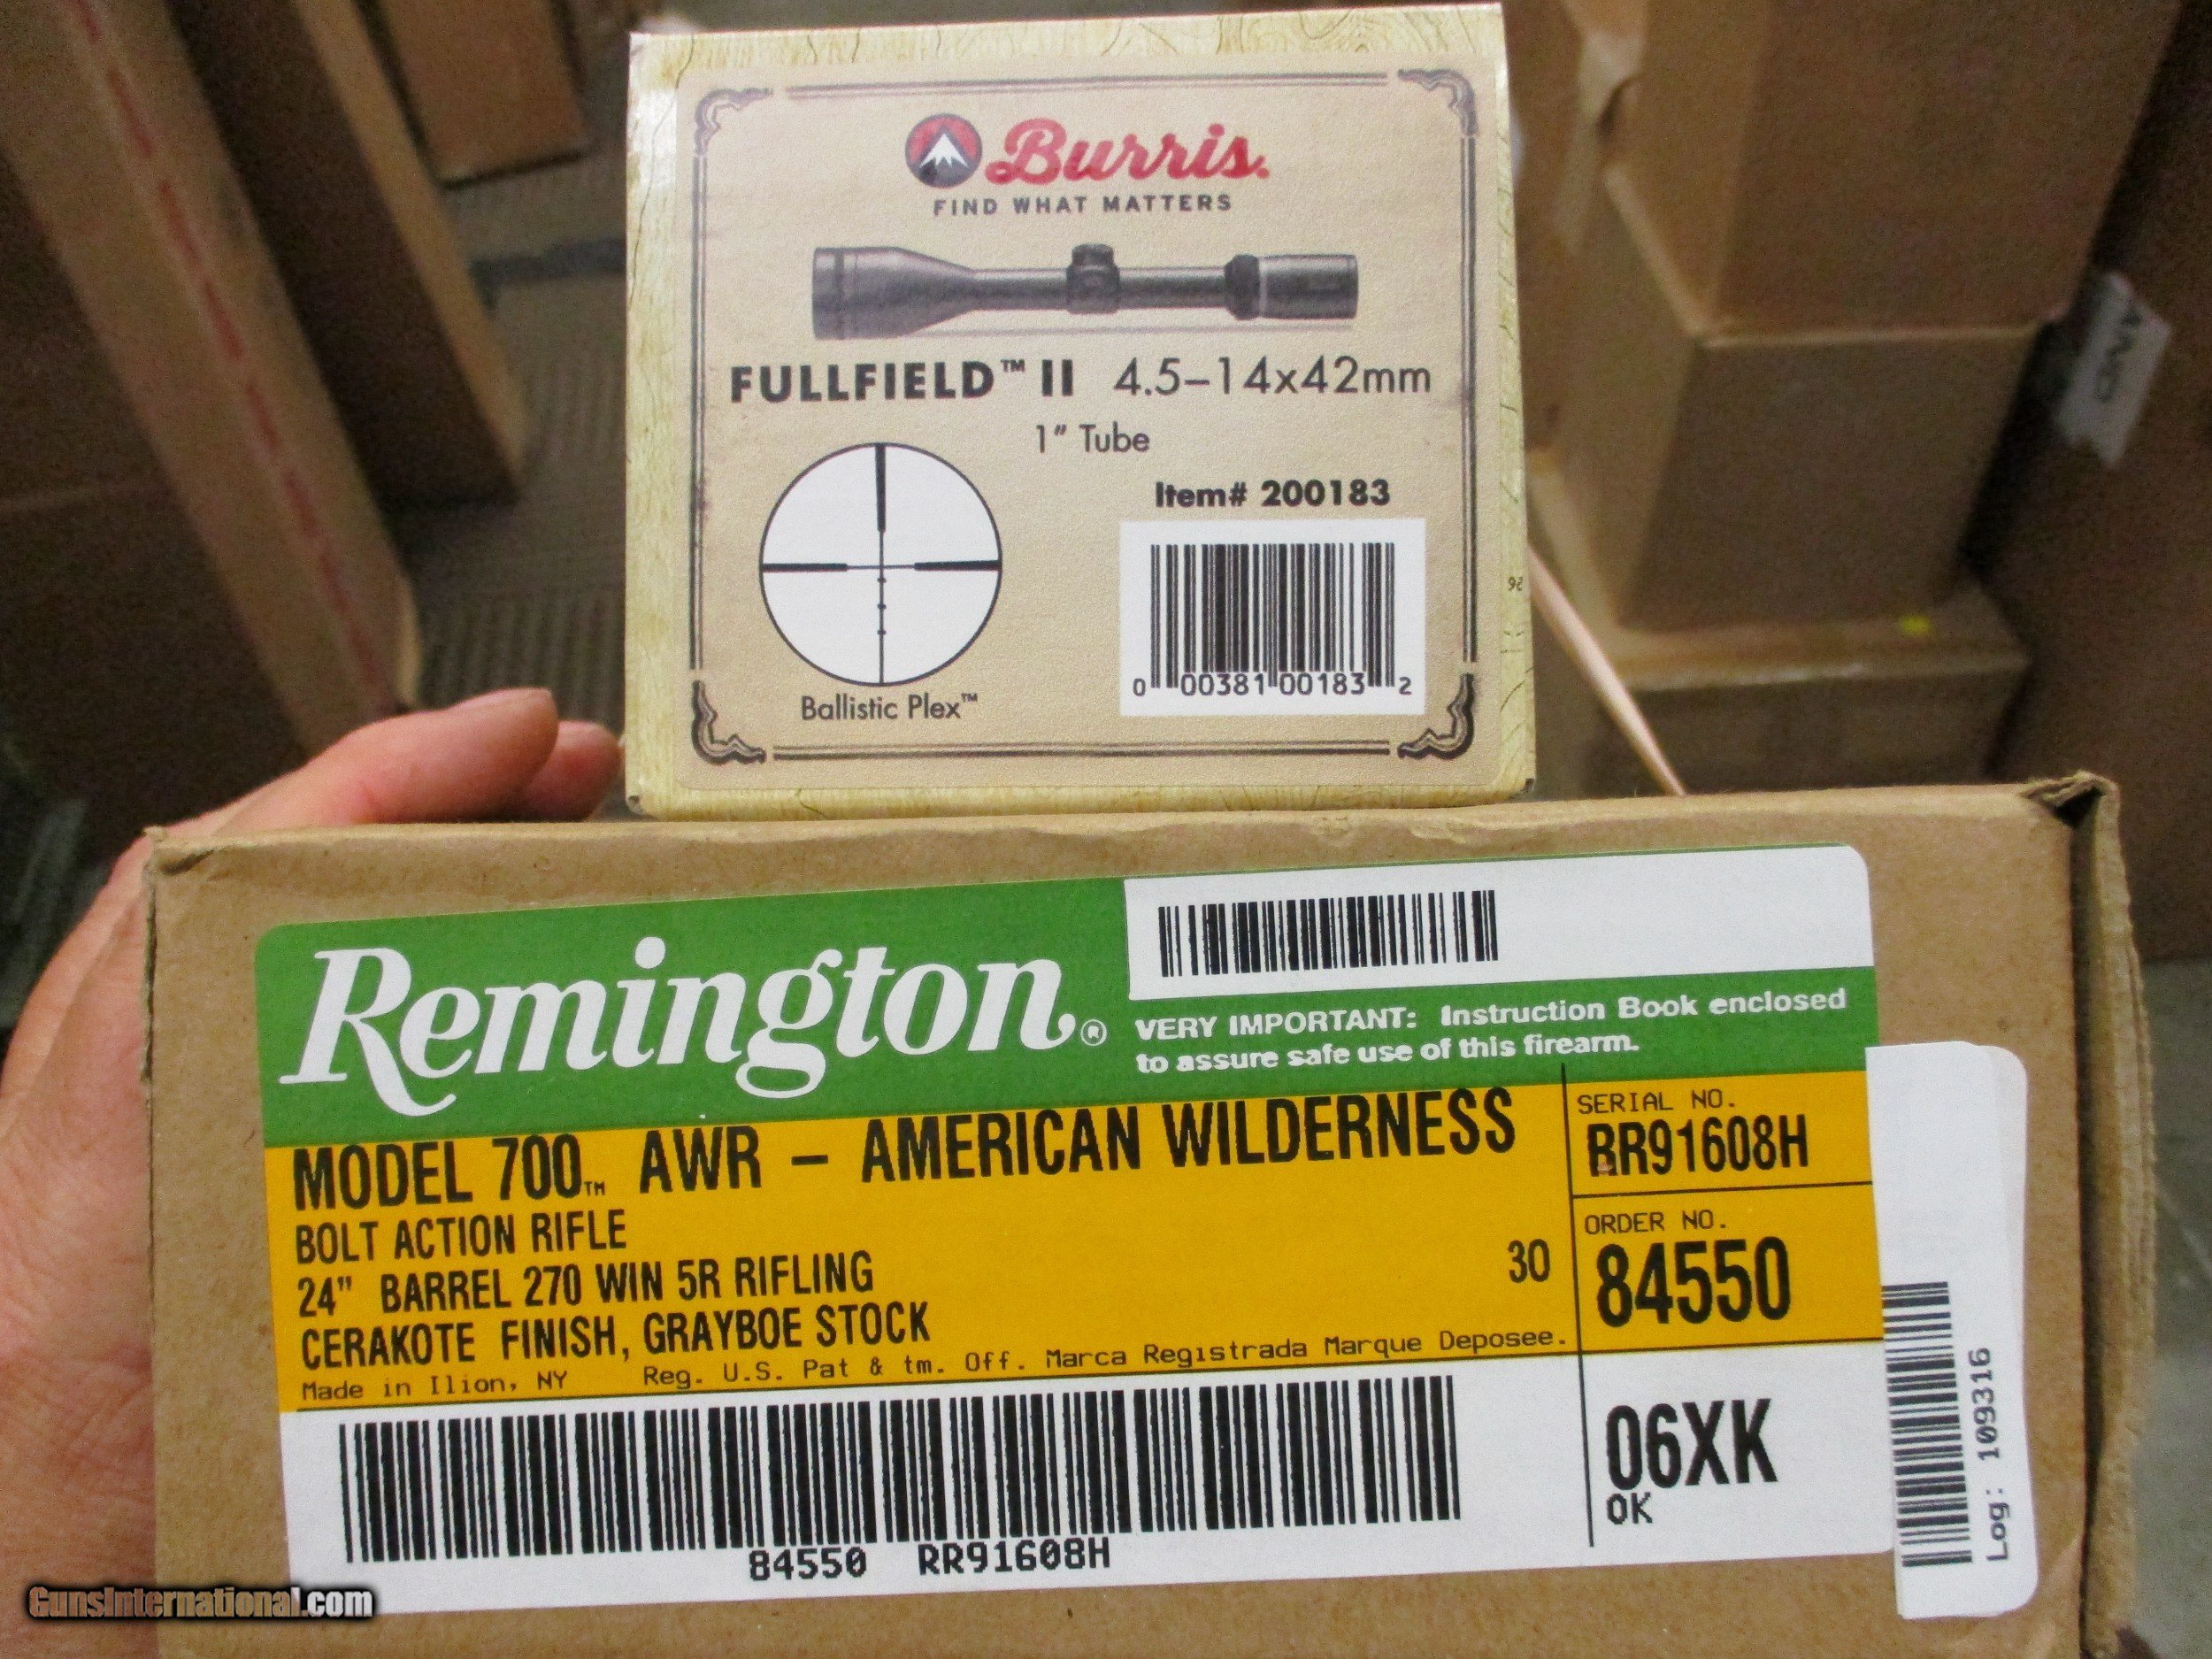 Burris.
FIND WHAT MATTERS
FULLFIELD™ II 4.5–14x42mm
1" Tube
Item# 200183
0 00381 00183 2
Ballistic Plex™
Remington®
VERY IMPORTANT: Instruction Book enclosed
to assure safe use of this firearm.
MODEL 700™ AWR – AMERICAN WILDERNESS
BOLT ACTION RIFLE
24" BARREL 270 WIN 5R RIFLING
30
CERAKOTE FINISH, GRAYBOE STOCK
Made in Ilion, NY Reg. U.S. Pat & tm. Off. Marca Registrada Marque Deposee.
SERIAL NO.
RR91608H
ORDER NO.
84550
06XK
OK
84550 RR91608H
Log: 109316
GunsInternational.com